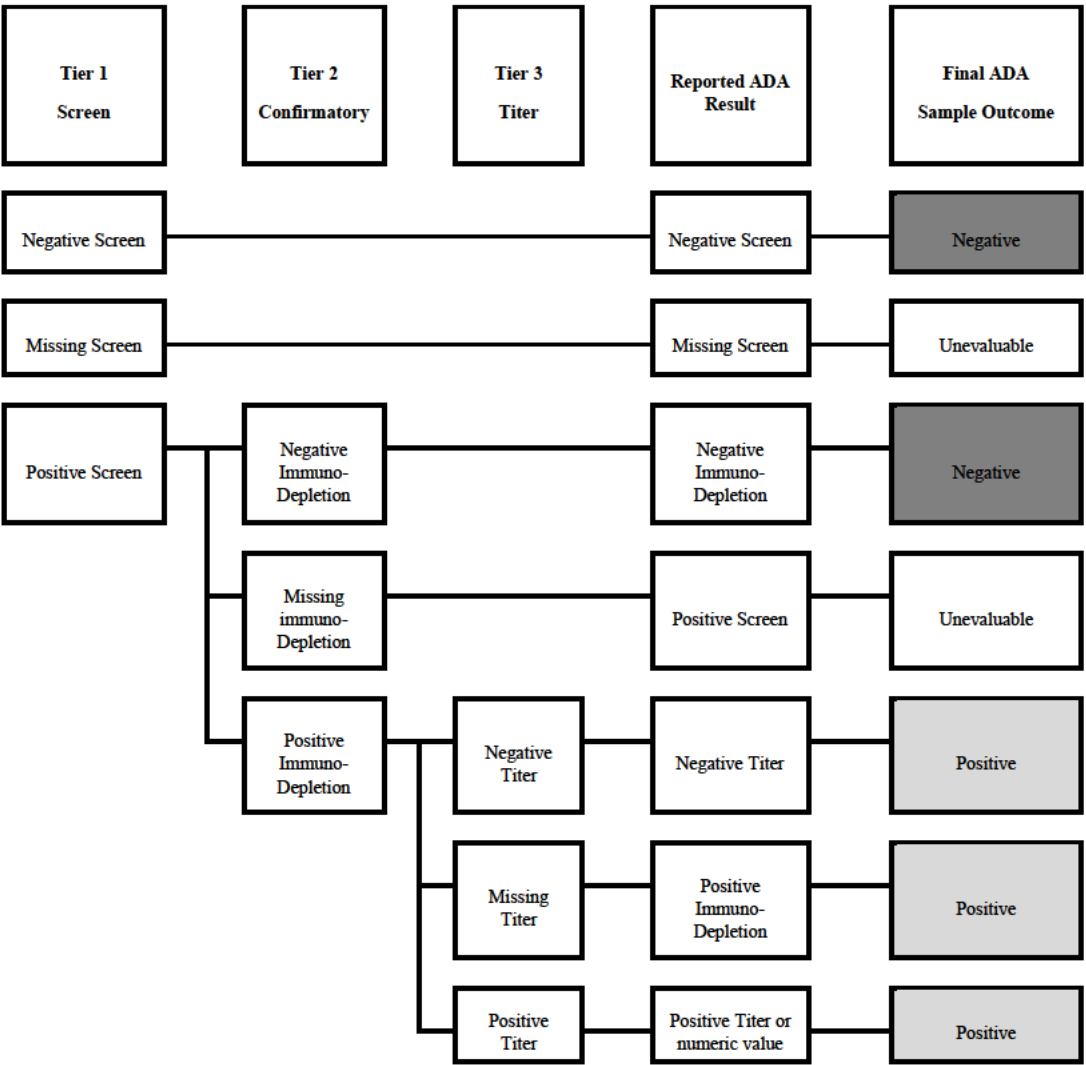 Tier 1
Screen
Tier 2
Confirmatory
Tier 3
Titer
Reported ADA
Result
Final ADA
Sample Outcome
Negative Screen
Negative Screen
Negative
Missing Screen
Missing Screen
Unevaluable
Positive Screen
Negative
Immuno-
Depletion
Negative
Immuno-
Depletion
Negative
Missing
immuno-
Depletion
Positive Screen
Unevaluable
Positive
Immuno-
Depletion
Negative
Titer
Negative Titer
Positive
Missing
Titer
Positive
Immuno-
Depletion
Positive
Positive
Titer
Positive Titer or
numeric value
Positive